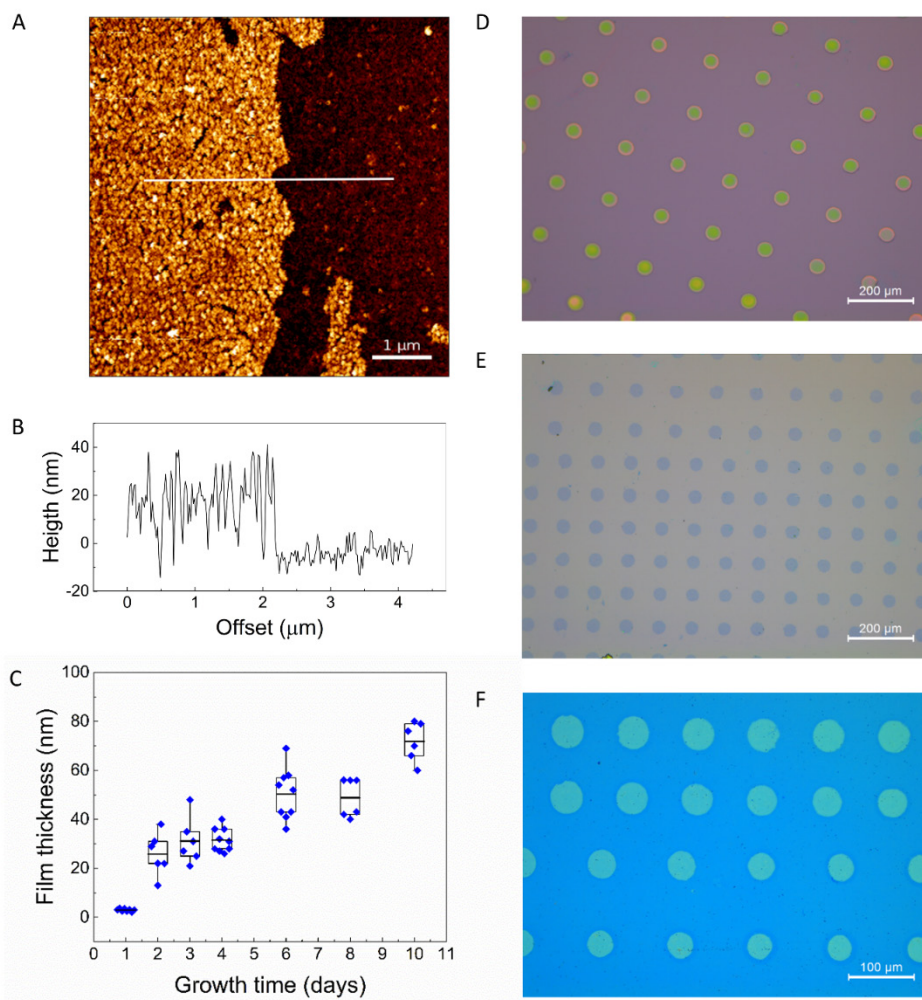 A
1 μm
B
Heigth (nm)
40
20
0
-20
0 1 2 3 4
Offset (μm)
C
Film thickness (nm)
100
80
60
40
20
0
0 1 2 3 4 5 6 7 8 9 10 11
Growth time (days)
D
200 μm
E
200 μm
F
100 μm